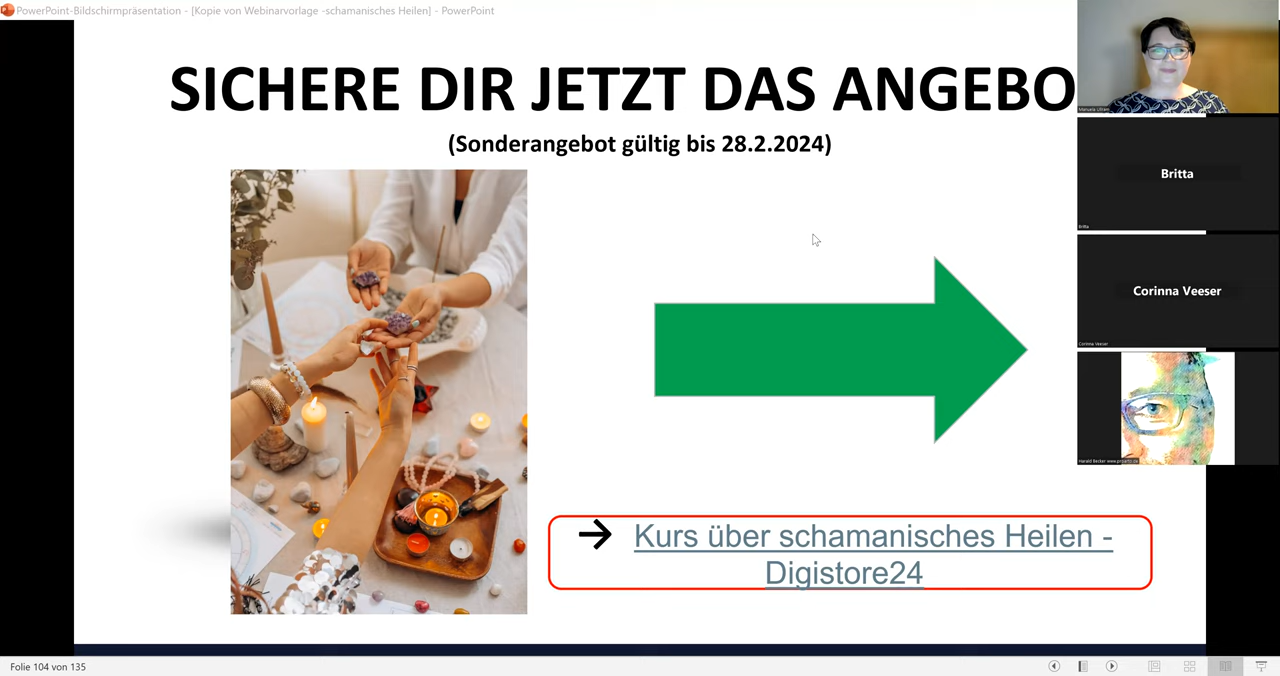 PowerPoint-Bildschirmpräsentation - [Kopie von Webinarvorlage -schamanisches Heilen] - PowerPoint
SICHERE DIR JETZT DAS ANGEBO
(Sonderangebot gültig bis 28.2.2024)
Britta
Britta
Corinna Veeser
Corinna Veeser
→ Kurs über schamanisches Heilen -
Digistore24
Folie 104 von 135